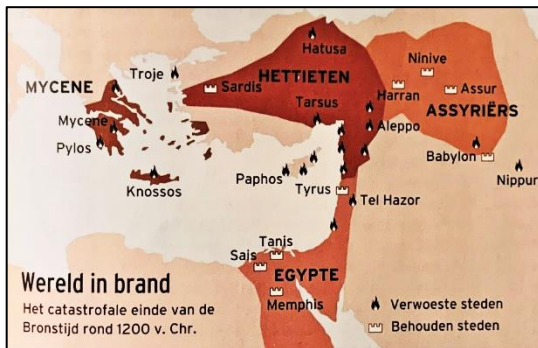 Hatusa
Troje
HETTIETEN
Ninive
MYCENE
Sardis
Harran
Assur
Tarsus
ASSYRIËRS
Mycene
Aleppo
Pylos
Babylon
Knossos
Paphos
Tyrus
Tel Hazor
Nippur
Tanis
Sais
EGYPTE
Memphis
Wereld in brand
Het catastrofale einde van de
Bronstijd rond 1200 v. Chr.
Verwoeste steden
Behouden steden